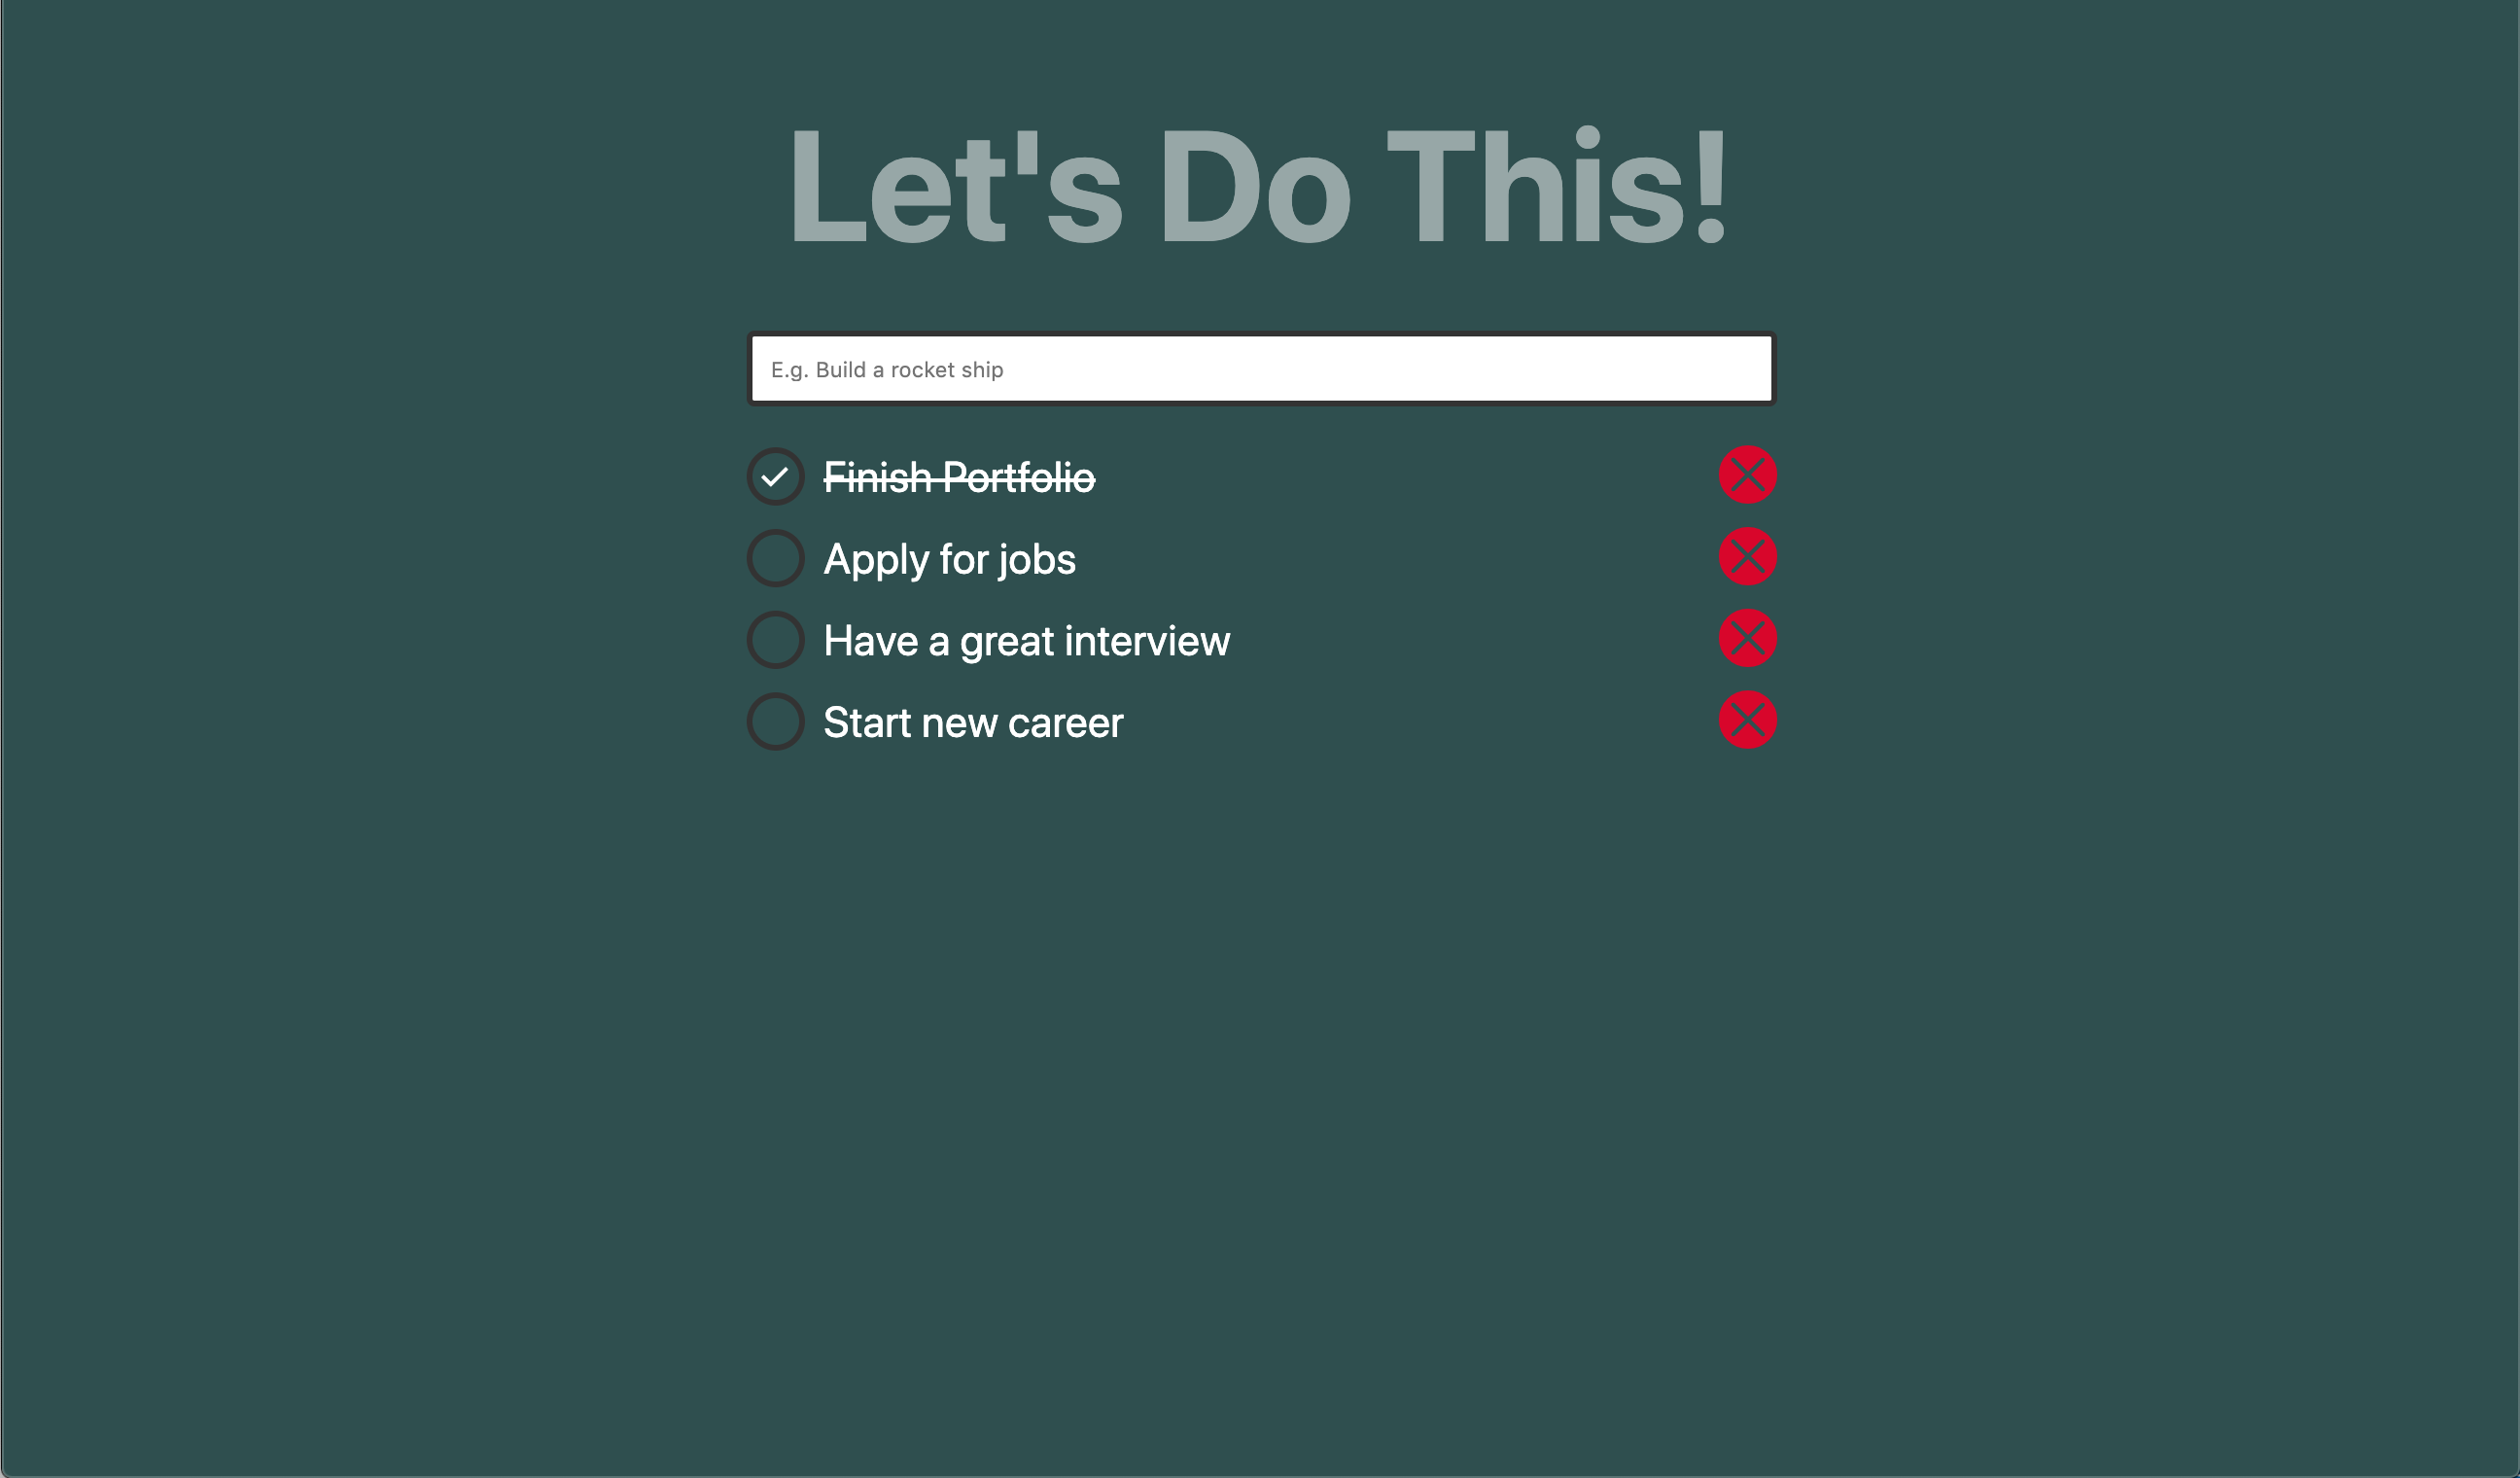 Let's Do This!
E.g. Build a rocket ship
Finish Portfolio
Apply for jobs
Have a great interview
Start new career